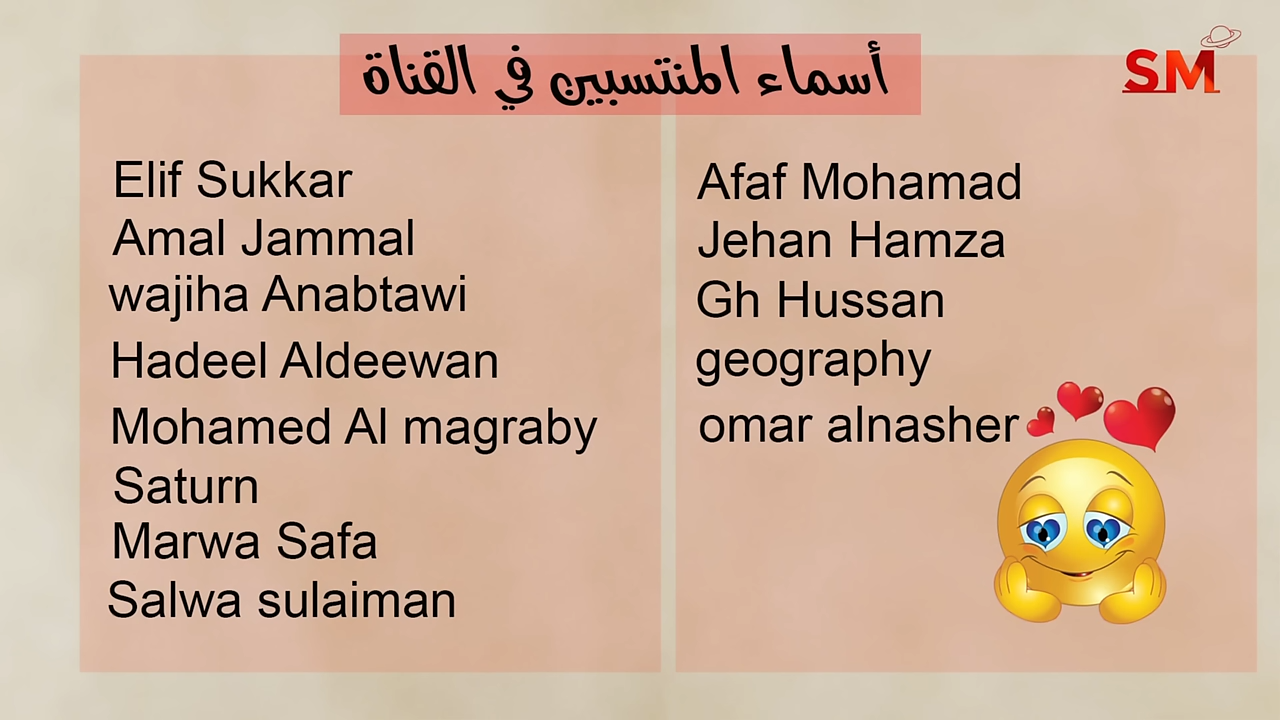 أسماء المنتسبين في القناة
SM
Elif Sukkar
Amal Jammal
wajiha Anabtawi
Hadeel Aldeewan
Mohamed Al magraby
Saturn
Marwa Safa
Salwa sulaiman
Afaf Mohamad
Jehan Hamza
Gh Hussan
geography
omar alnasher